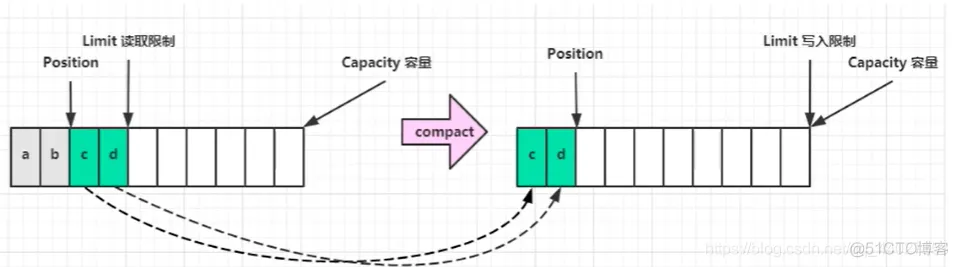 Limit 读取限制
Position
Capacity 容量
a b c d
compact
Limit 写入限制
Position
Capacity 容量
c d
https://blog.csdn.net/
@51CTO博客